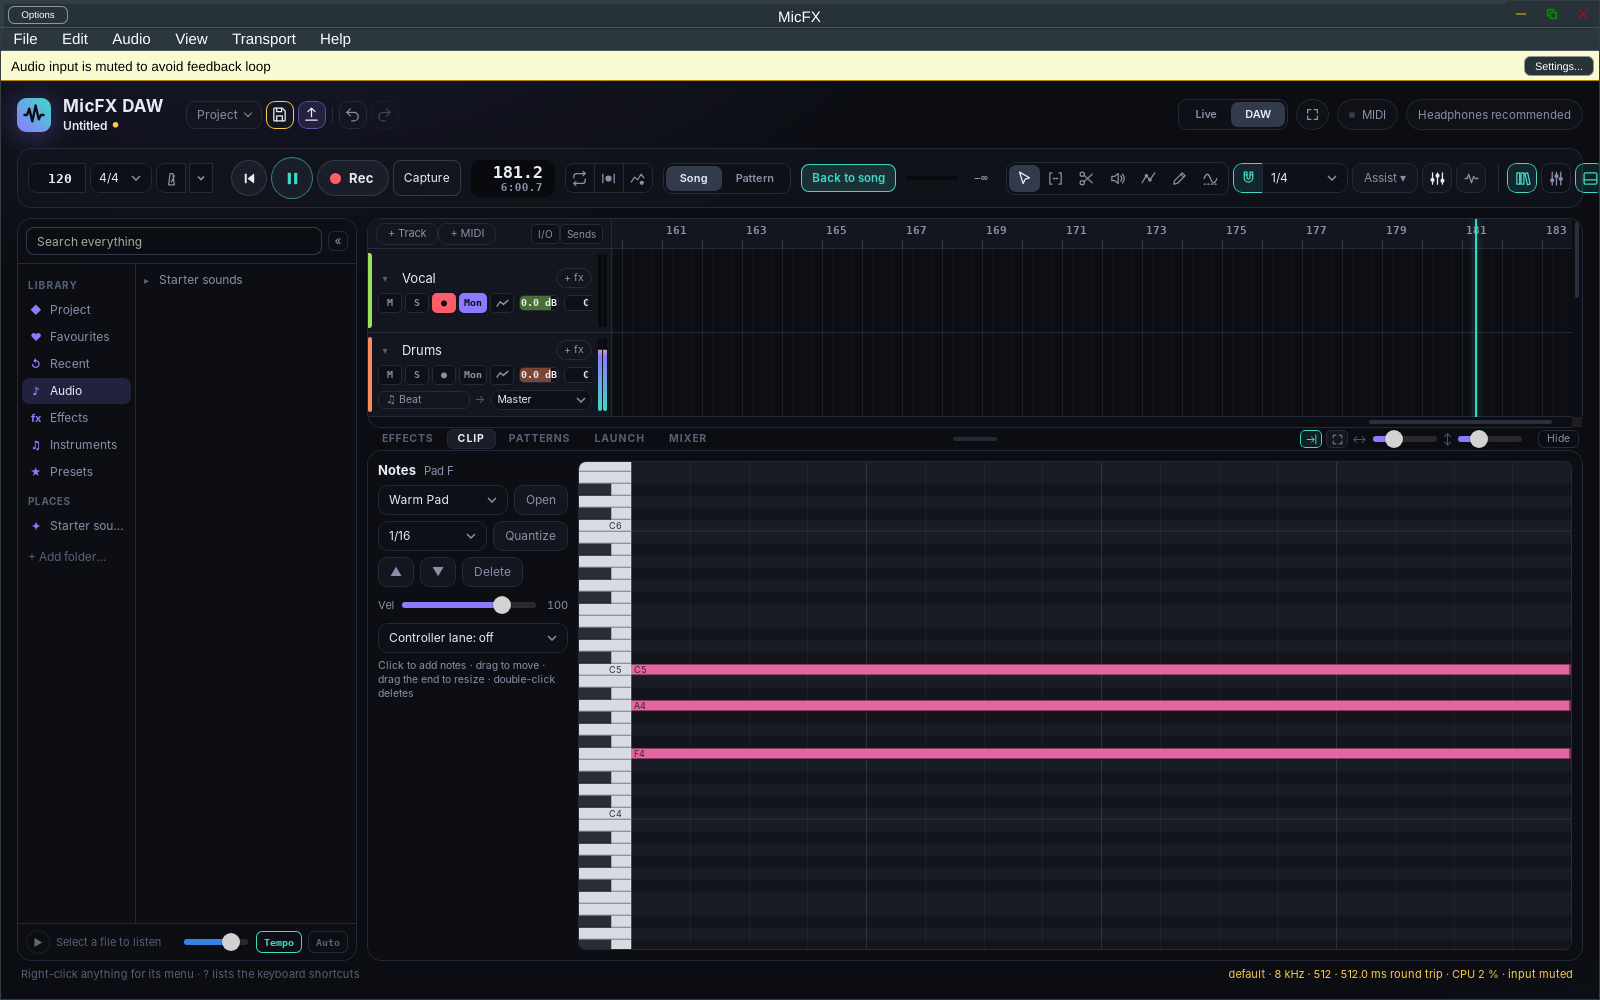 Options
MicFX
File Edit Audio View Transport Help
Audio input is muted to avoid feedback loop
Settings...
MicFX DAW
Untitled
Project
Live DAW
MIDI
Headphones recommended
120
4/4
Rec
Capture
181.2
6:00.7
Song Pattern
Back to song
-∞
1/4
Assist ▾
Search everything
«
+ Track
+ MIDI
I/O
Sends
161 163 165 167 169 171 173 175 177 179 181 183
LIBRARY
Project
Favourites
Recent
Audio
fx Effects
Instruments
Presets
PLACES
Starter sou...
+ Add folder...
Starter sounds
Vocal
+ fx
M S Mon 0.0 dB C
Drums
+ fx
M S Mon 0.0 dB C
♫ Beat → Master
EFFECTS CLIP PATTERNS LAUNCH MIXER
Hide
Notes Pad F
Warm Pad
Open
1/16
Quantize
Delete
Vel
100
Controller lane: off
Click to add notes · drag to move ·
drag the end to resize · double-click
deletes
C6
C5 C5
A4
F4
C4
Select a file to listen
Tempo
Auto
Right-click anything for its menu · ? lists the keyboard shortcuts
default · 8 kHz · 512 · 512.0 ms round trip · CPU 2 % · input muted